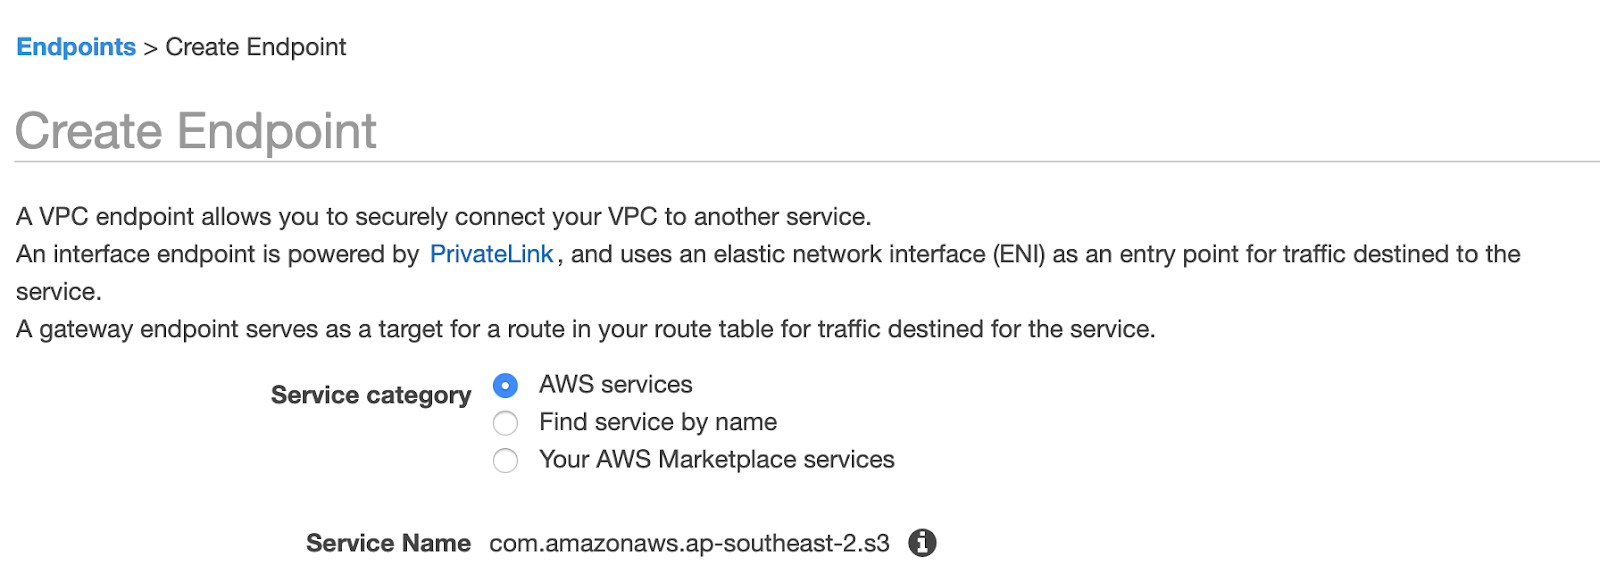 Endpoints > Create Endpoint
Create Endpoint
A VPC endpoint allows you to securely connect your VPC to another service.
An interface endpoint is powered by PrivateLink, and uses an elastic network interface (ENI) as an entry point for traffic destined to the
service.
A gateway endpoint serves as a target for a route in your route table for traffic destined for the service.
Service category
AWS services
Find service by name
Your AWS Marketplace services
Service Name com.amazonaws.ap-southeast-2.s3